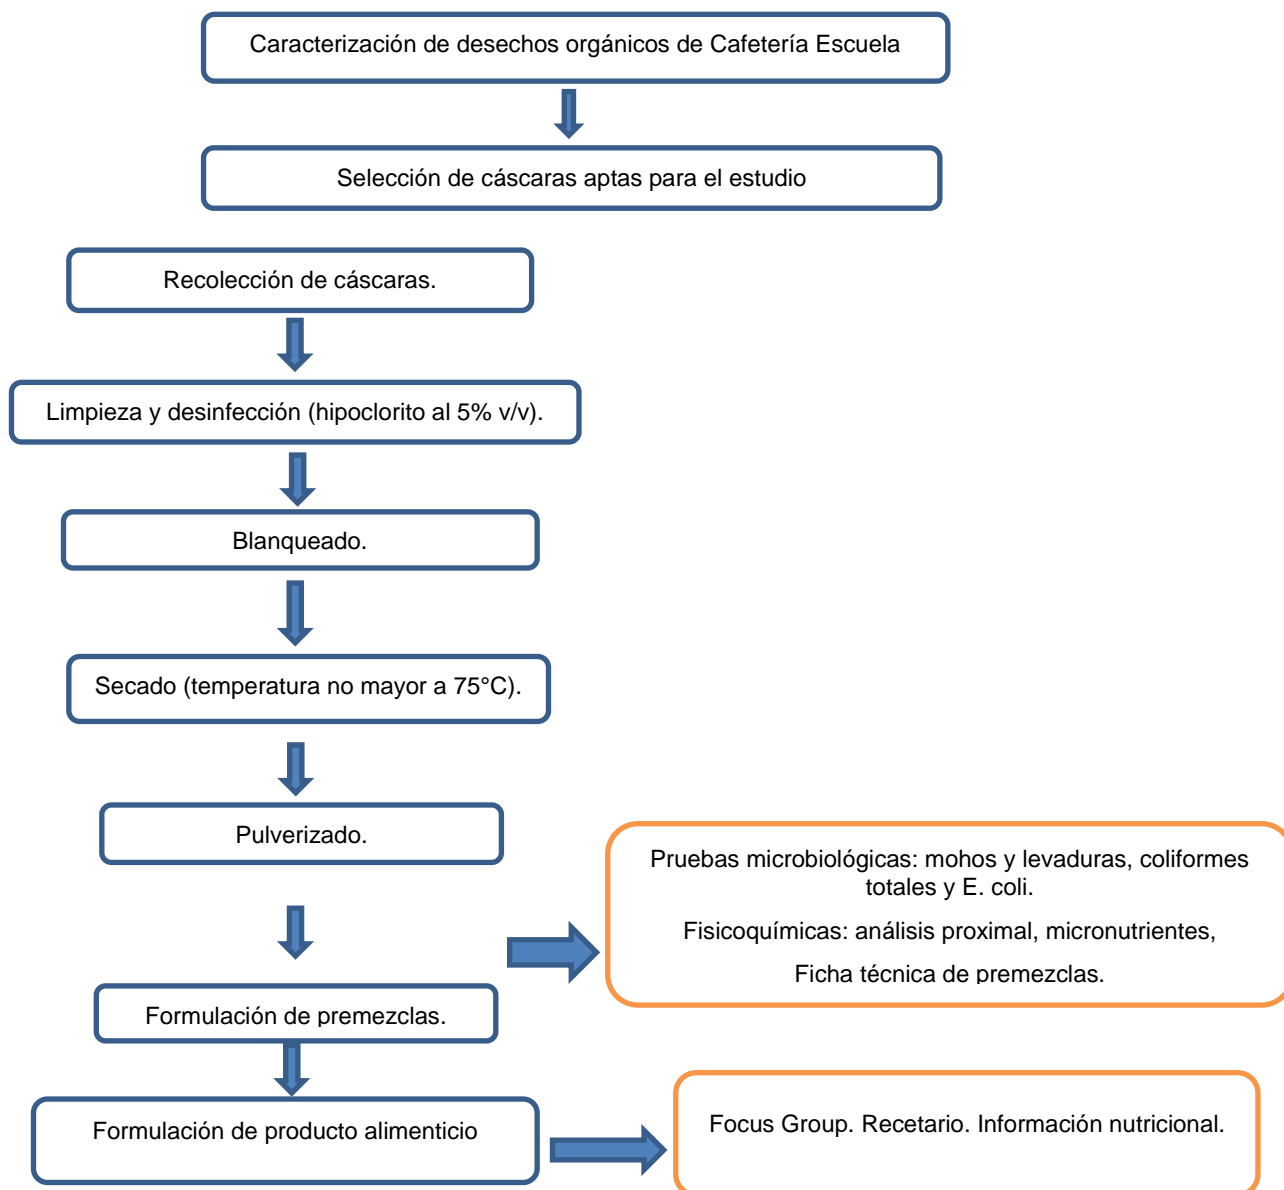 Caracterización de desechos orgánicos de Cafetería Escuela
Selección de cáscaras aptas para el estudio
Recolección de cáscaras.
Limpieza y desinfección (hipoclorito al 5% v/v).
Blanqueado.
Secado (temperatura no mayor a 75°C).
Pulverizado.
Pruebas microbiológicas: mohos y levaduras, coliformes
totales y E. coli.
Fisicoquímicas: análisis proximal, micronutrientes,
Ficha técnica de premezclas.
Formulación de premezclas.
Formulación de producto alimenticio
Focus Group. Recetario. Información nutricional.